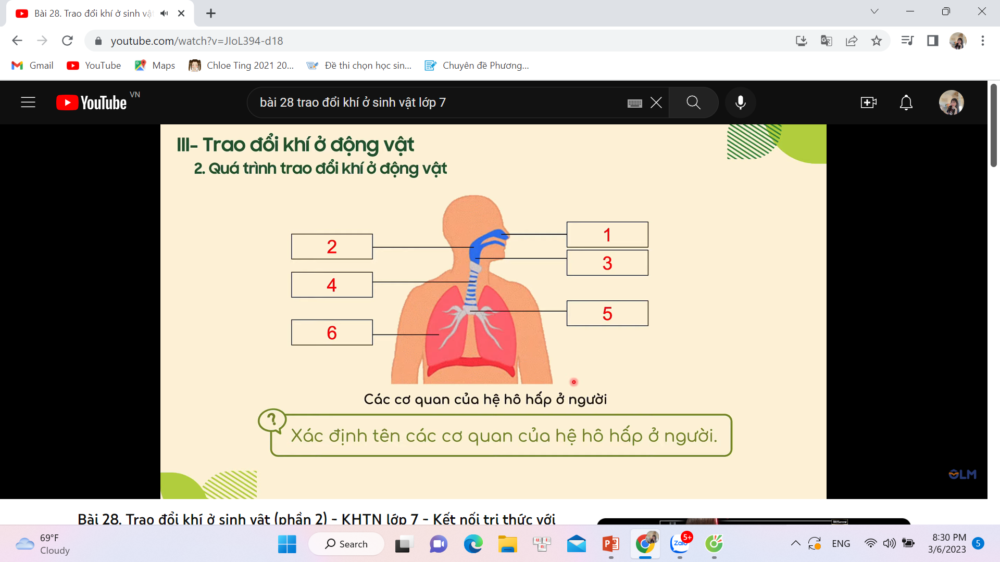 Bài 28. Trao đổi khí ở sinh vật
youtube.com/watch?v=JIoL394-d18
Gmail
YouTube
Maps
Chloe Ting 2021 20...
Đề thi chọn học sin...
Chuyên đề Phương...
YouTube VN
bài 28 trao đổi khí ở sinh vật lớp 7
III- Trao đổi khí ở động vật
2. Quá trình trao đổi khí ở động vật
1
2
3
4
5
6
Các cơ quan của hệ hô hấp ở người
?
Xác định tên các cơ quan của hệ hô hấp ở người.
OLM
Bài 28. Trao đổi khí ở sinh vật (phần 2) - KHTN lớp 7 - Kết nối tri thức với
TRESemmé
69°F
Cloudy
Search
Zalo
5+
ENG
8:30 PM
3/6/2023
5